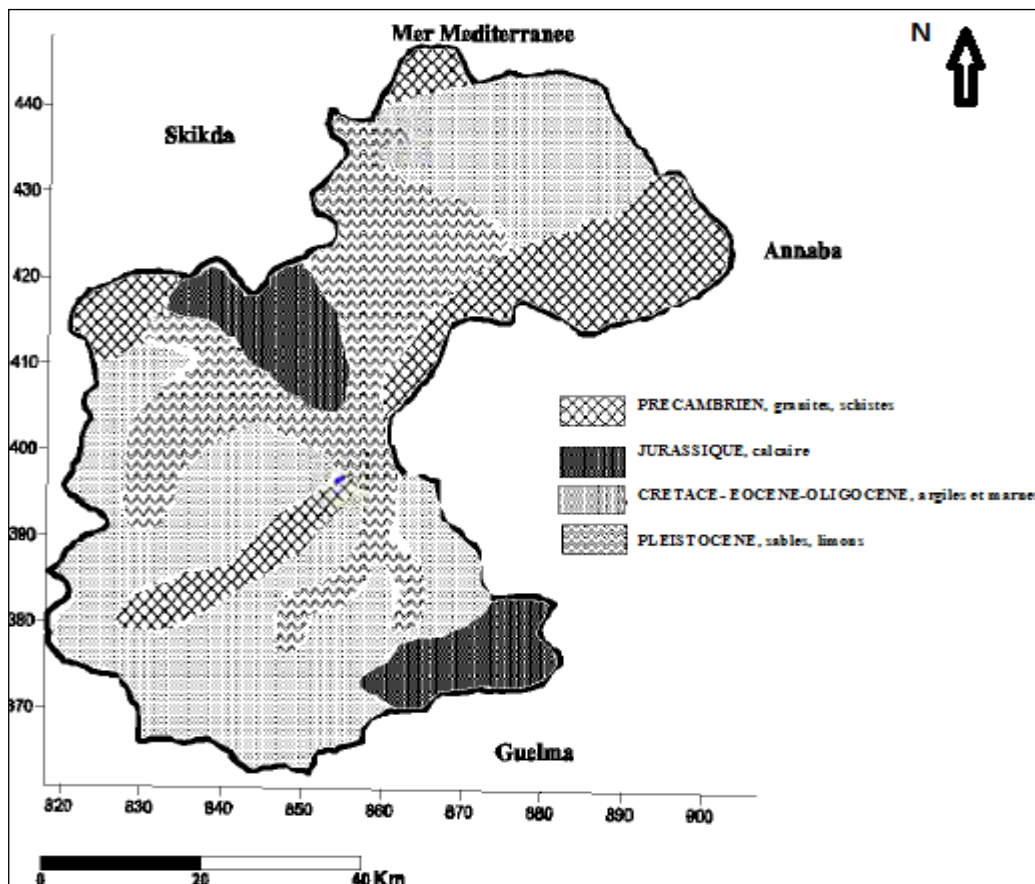 Mer Mediterranee
N
Skikda
Annaba
Guelma
440
430
420
410
400
390
380
370
PRECAMBRIEN, granites, schistes
JURASSIQUE, calcaire
CRETACE- EOCENE-OLIGOCENE, argiles et marnes
PLEISTOCENE, sables, limons
820 830 840 850 860 870 880 890 900
0 20 40 Km